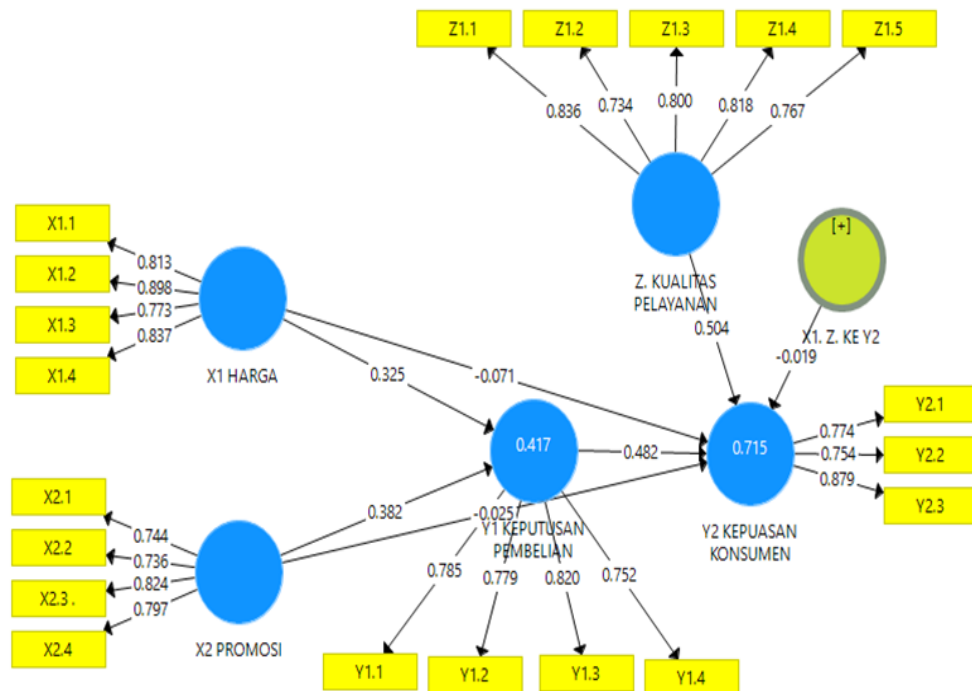 Z1.1
Z1.2
Z1.3
Z1.4
Z1.5
0.836
0.734
0.800
0.818
0.767
Z. KUALITAS
PELAYANAN
0.504
[+]
X1. Z. KE Y2
-0.019
X1.1
X1.2
X1.3
X1.4
0.813
0.898
0.773
0.837
X1 HARGA
0.325
-0.071
0.417
0.482
0.715
Y2.1
Y2.2
Y2.3
0.774
0.754
0.879
Y2 KEPUASAN
KONSUMEN
X2.1
X2.2
X2.3 .
X2.4
0.744
0.736
0.824
0.797
X2 PROMOSI
0.382
-0.025
Y1 KEPUTUSAN
PEMBELIAN
0.785
0.779
0.820
0.752
Y1.1
Y1.2
Y1.3
Y1.4